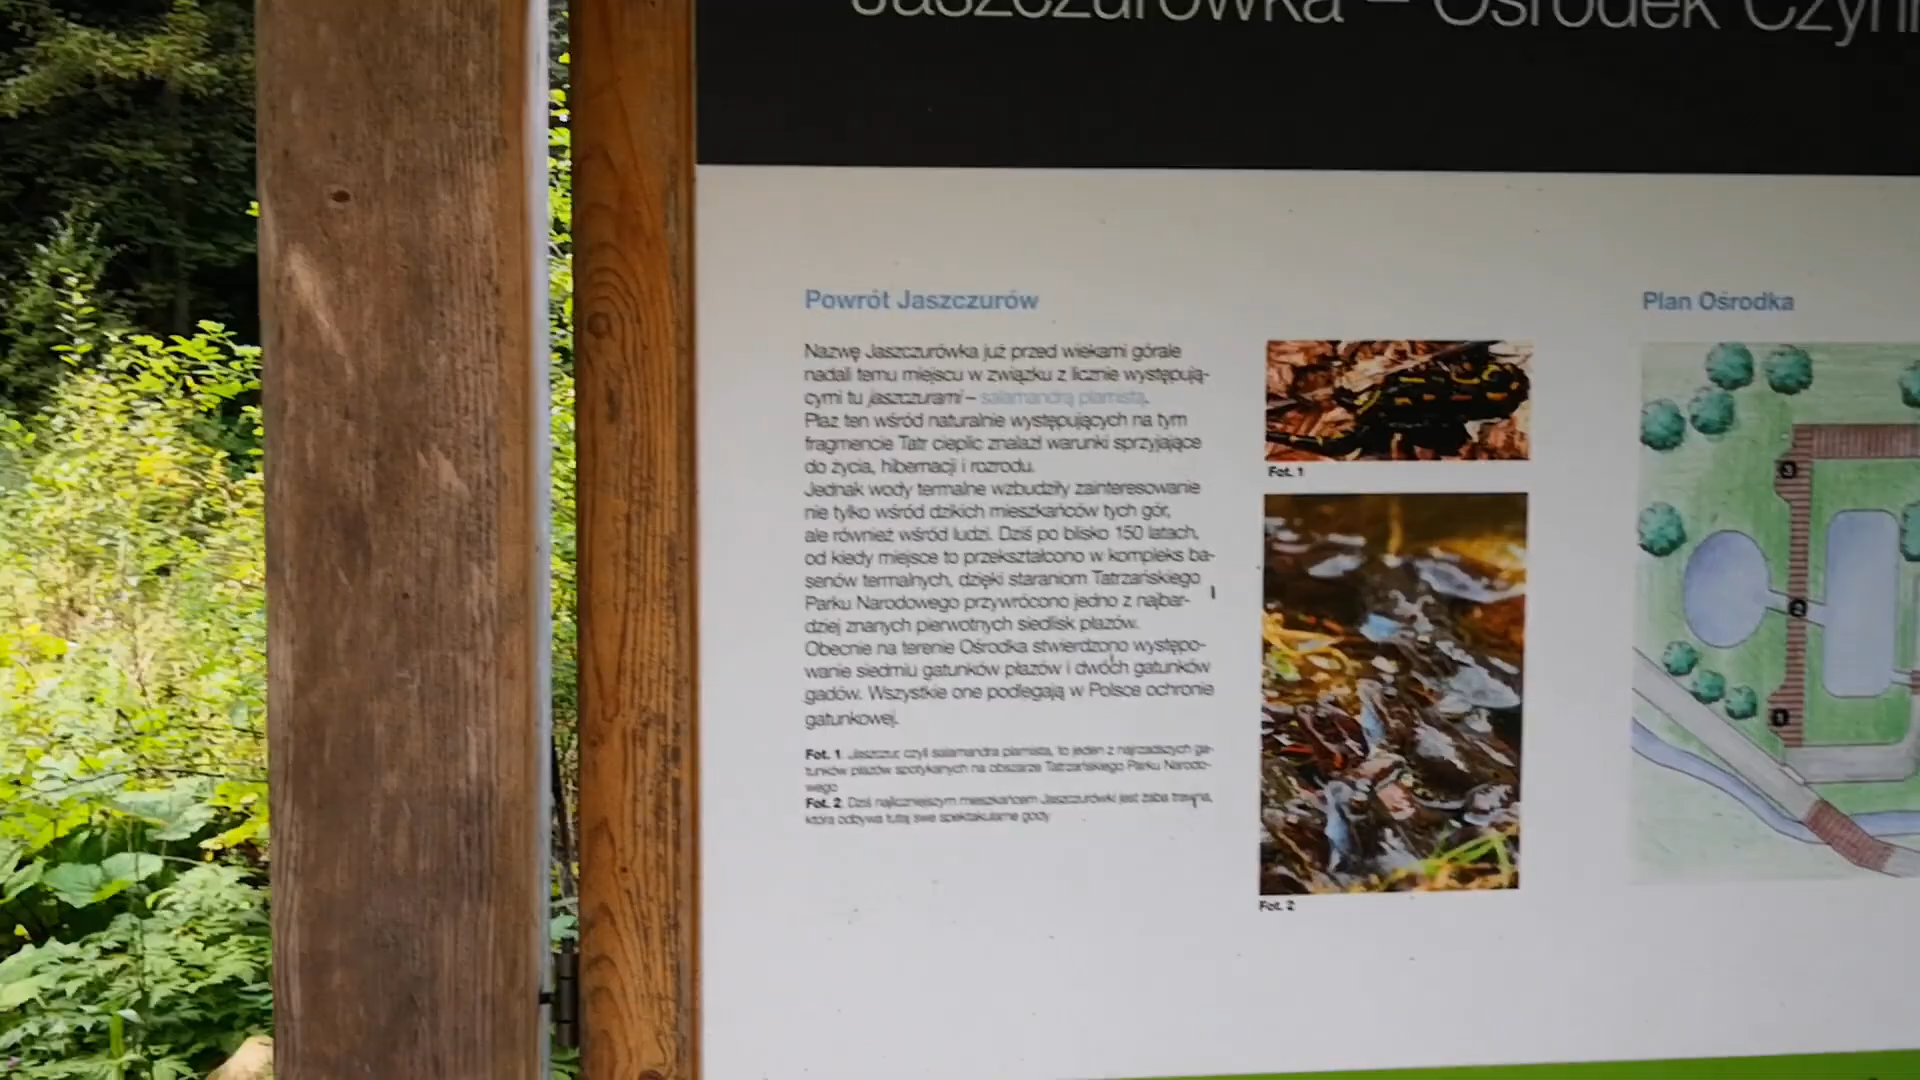 Jaszczurówka – Ośrodek Czyn
Powrót Jaszczurów
Nazwę Jaszczurówka już przed wiekami górale
nadali temu miejscu w związku z licznie występują-
cymi tu jaszczurami – salamandrą plamistą.
Płaz ten wśród naturalnie występujących na tym
fragmencie Tatr cieplic znalazł warunki sprzyjające
do życia, hibernacji i rozrodu.
Jednak wody termalne wzbudziły zainteresowanie
nie tylko wśród dzikich mieszkańców tych gór,
ale również wśród ludzi. Dziś po blisko 150 latach,
od kiedy miejsce to przekształcono w kompleks ba-
senów termalnych, dzięki staraniom Tatrzańskiego
Parku Narodowego przywrócono jedno z najbar-
dziej znanych pierwotnych siedlisk płazów.
Obecnie na terenie Ośrodka stwierdzono występo-
wanie siedmiu gatunków płazów i dwóch gatunków
gadów. Wszystkie one podlegają w Polsce ochronie
gatunkowej.
Fot. 1 Jaszczur, czyli salamandra plamista, to jeden z najrzadszych ga-
tunków płazów spotykanych na obszarze Tatrzańskiego Parku Narodo-
wego
Fot. 2 Dziś najliczniejszym mieszkańcem Jaszczurówki jest żaba trawna,
która odbywa tutaj swe spektakularne gody
Fot. 1
Fot. 2
Plan Ośrodka
3
2
1